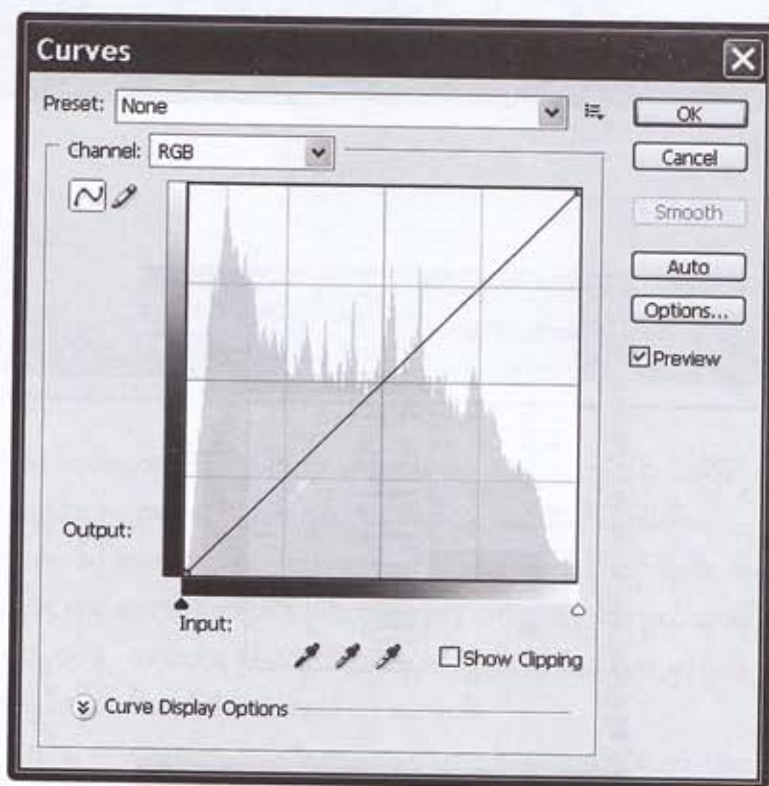 Curves
Preset: None
OK
Channel: RGB
Cancel
Smooth
Auto
Options...
Preview
Output:
Input:
Show Clipping
Curve Display Options